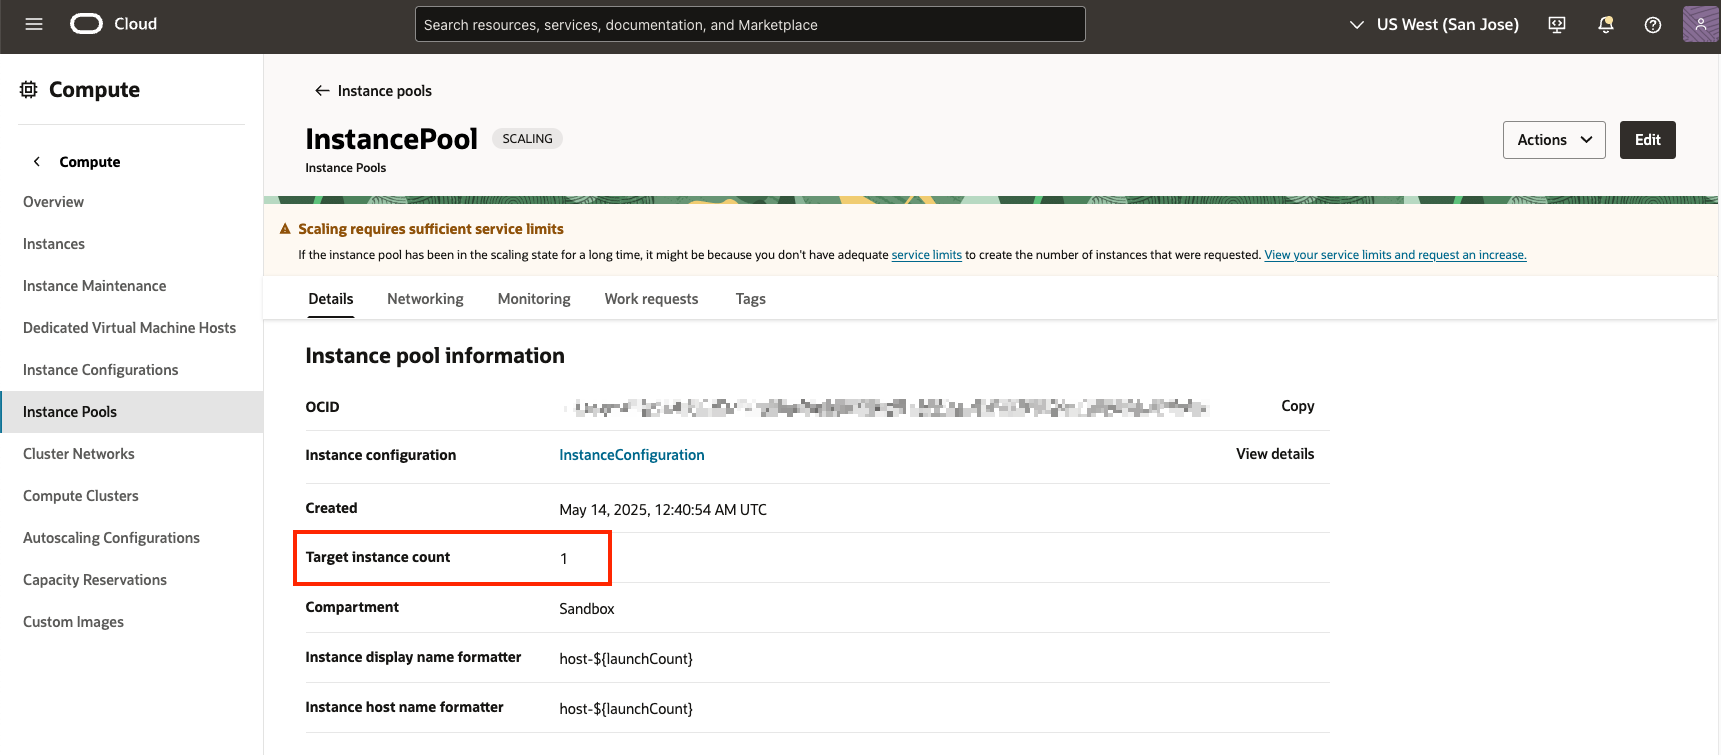 Cloud
Search resources, services, documentation, and Marketplace
US West (San Jose)
Compute
Compute
Overview
Instances
Instance Maintenance
Dedicated Virtual Machine Hosts
Instance Configurations
Instance Pools
Cluster Networks
Compute Clusters
Autoscaling Configurations
Capacity Reservations
Custom Images
Instance pools
InstancePool SCALING
Instance Pools
Actions Edit
Scaling requires sufficient service limits
If the instance pool has been in the scaling state for a long time, it might be because you don't have adequate service limits to create the number of instances that were requested. View your service limits and request an increase.
Details Networking Monitoring Work requests Tags
Instance pool information
OCID Copy
Instance configuration InstanceConfiguration View details
Created May 14, 2025, 12:40:54 AM UTC
Target instance count 1
Compartment Sandbox
Instance display name formatter host-${launchCount}
Instance host name formatter host-${launchCount}